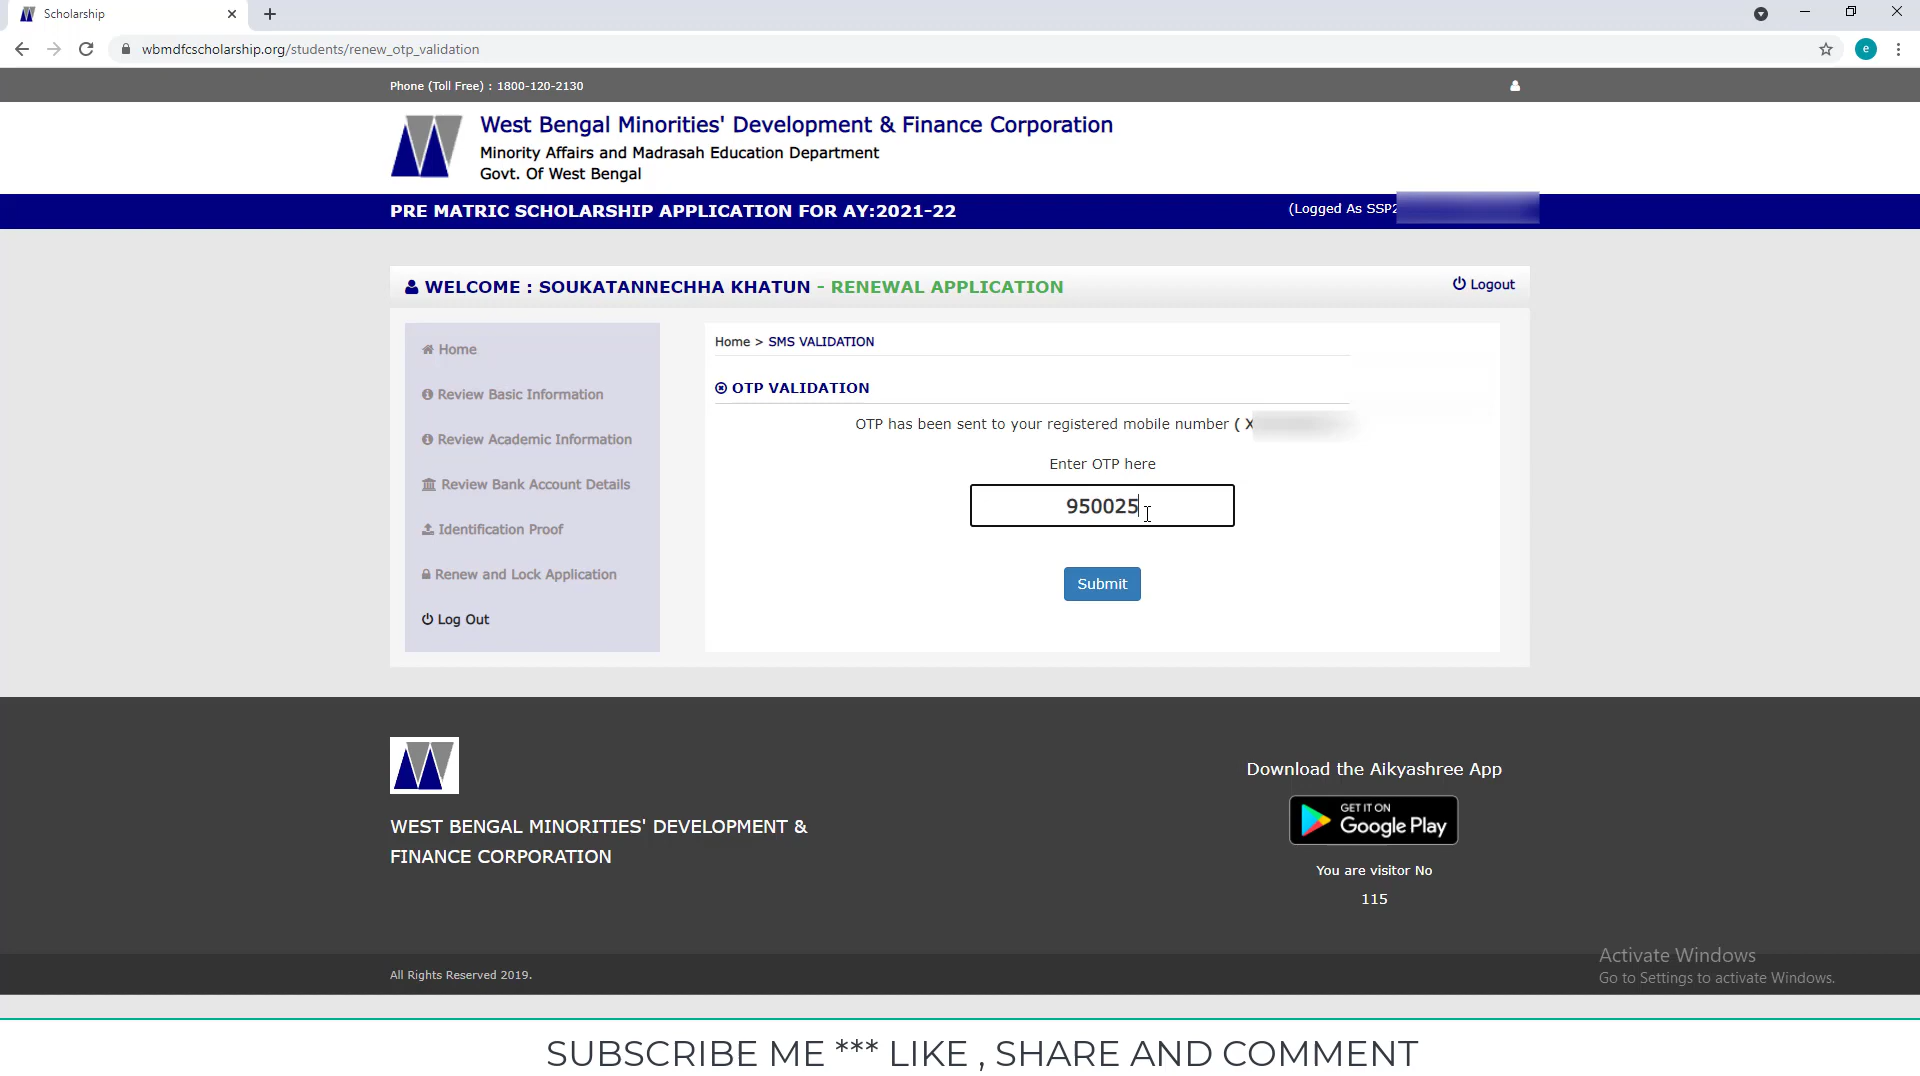 Scholarship
wbmdfcscholarship.org/students/renew_otp_validation
e
Phone (Toll Free) : 1800-120-2130
West Bengal Minorities' Development & Finance Corporation
Minority Affairs and Madrasah Education Department
Govt. Of West Bengal
PRE MATRIC SCHOLARSHIP APPLICATION FOR AY:2021-22
(Logged As SSP2
WELCOME : SOUKATANNECHHA KHATUN - RENEWAL APPLICATION
Logout
Home
Review Basic Information
Review Academic Information
Review Bank Account Details
Identification Proof
Renew and Lock Application
Log Out
Home > SMS VALIDATION
OTP VALIDATION
OTP has been sent to your registered mobile number ( X
Enter OTP here
950025
Submit
WEST BENGAL MINORITIES' DEVELOPMENT &
FINANCE CORPORATION
Download the Aikyashree App
GET IT ON
Google Play
You are visitor No
115
All Rights Reserved 2019.
Activate Windows
Go to Settings to activate Windows.
SUBSCRIBE ME *** LIKE , SHARE AND COMMENT